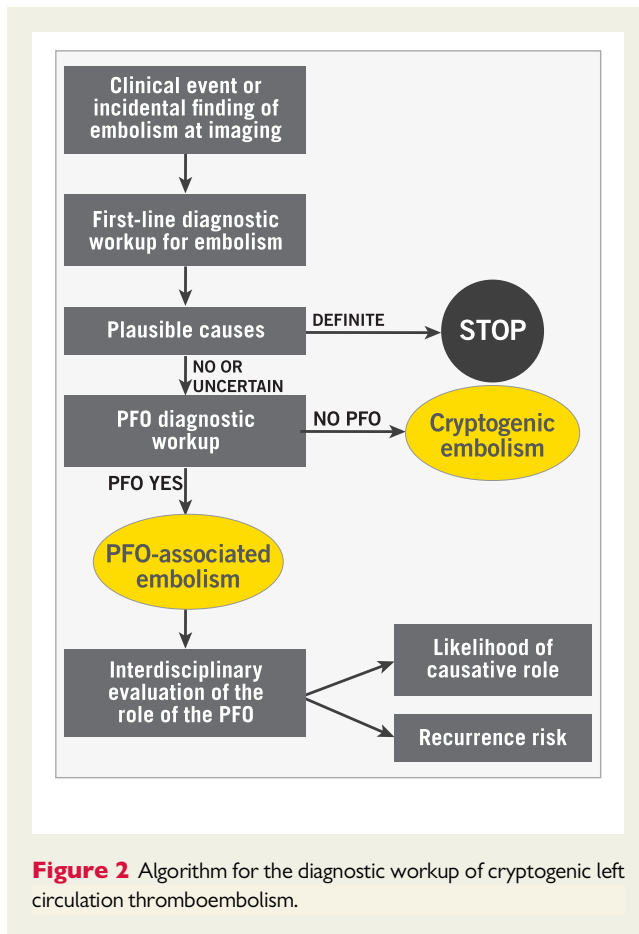 Clinical event or
incidental finding of
embolism at imaging
First-line diagnostic
workup for embolism
Plausible causes
DEFINITE
STOP
NO OR
UNCERTAIN
PFO diagnostic
workup
NO PFO
Cryptogenic
embolism
PFO YES
PFO-associated
embolism
Interdisciplinary
evaluation of the
role of the PFO
Likelihood of
causative role
Recurrence risk
Figure 2 Algorithm for the diagnostic workup of cryptogenic left
circulation thromboembolism.